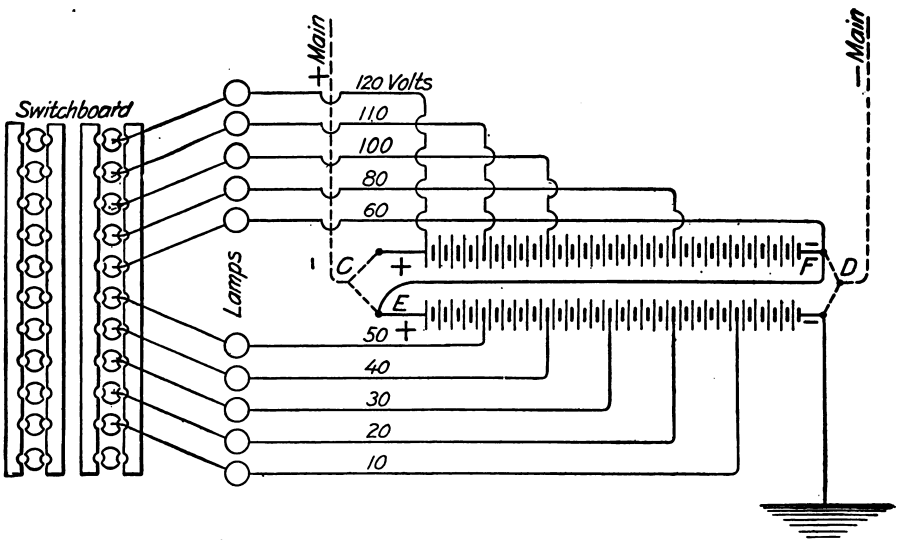 Switchboard
Lamps
+ Main
120 Volts
110
100
80
60
50
40
30
20
10
C
+
E
+
F
−
D
−
− Main